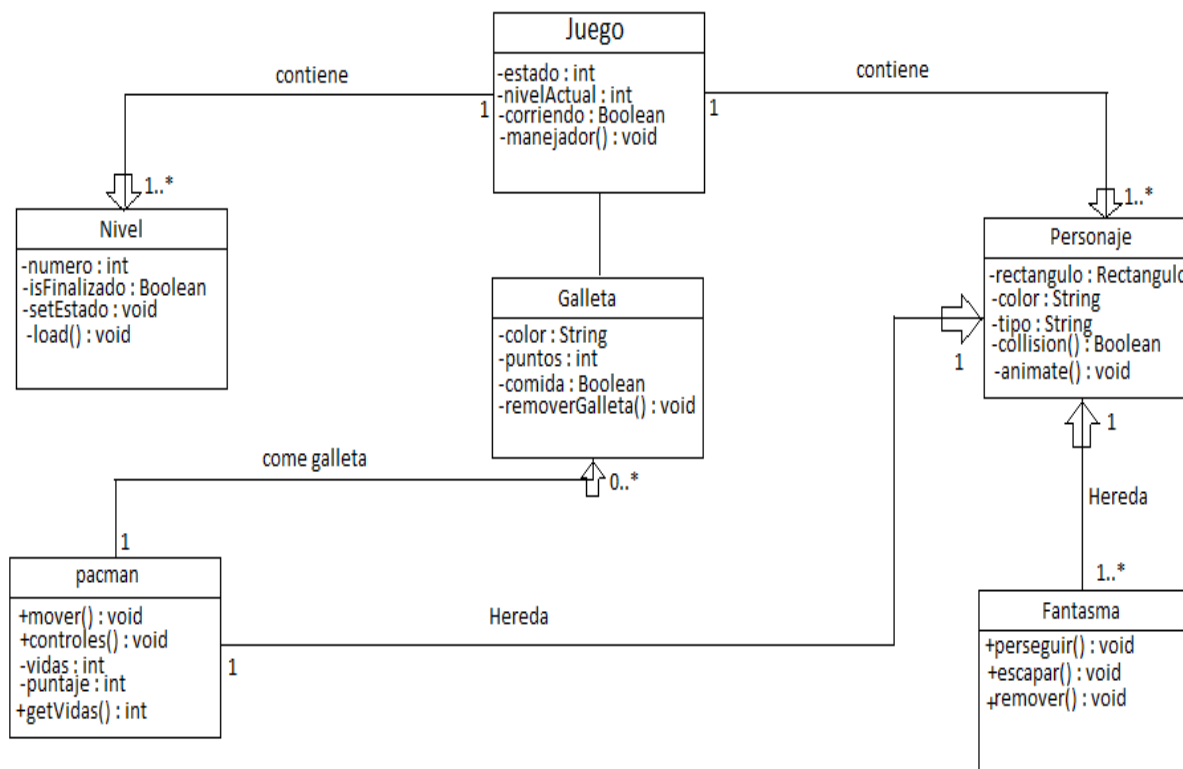 Juego
-estado : int
-nivelActual : int
-corriendo : Boolean
-manejador() : void
contiene
1
1..*
contiene
1
1..*
Nivel
-numero : int
-isFinalizado : Boolean
-setEstado : void
-load() : void
Galleta
-color : String
-puntos : int
-comida : Boolean
-removerGalleta() : void
Personaje
-rectangulo : Rectangulo
-color : String
-tipo : String
-collision() : Boolean
-animate() : void
1
1
come galleta
0..*
1
Hereda
1..*
pacman
+mover() : void
+controles() : void
-vidas : int
-puntaje : int
+getVidas() : int
Hereda
1
Fantasma
+perseguir() : void
+escapar() : void
+remover() : void